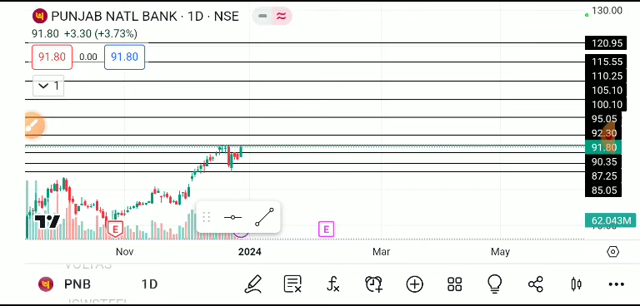 PUNJAB NATL BANK · 1D · NSE
91.80 +3.30 (+3.73%)
91.80 0.00 91.80
1
130.00
120.95
115.55
110.25
105.10
100.10
95.05
92.30
91.80
90.35
87.25
85.05
62.043M
E
E
Nov 2024 Mar May
VOLTAS
PNB 1D
JSWSTEEL